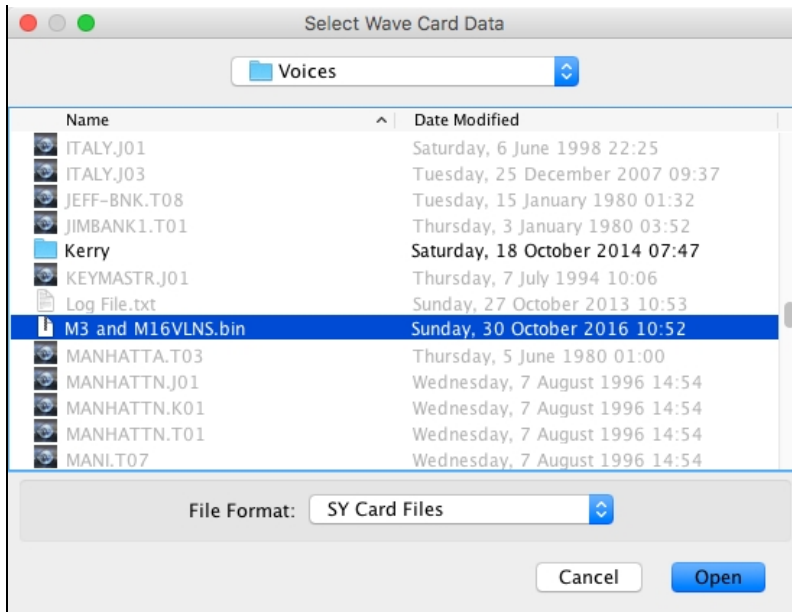 Select Wave Card Data
Voices
Name Date Modified
ITALY.J01 Saturday, 6 June 1998 22:25
ITALY.J03 Tuesday, 25 December 2007 09:37
JEFF-BNK.T08 Tuesday, 15 January 1980 01:32
JIMBANK1.T01 Thursday, 3 January 1980 03:52
Kerry Saturday, 18 October 2014 07:47
KEYMASTR.J01 Thursday, 7 July 1994 10:06
Log File.txt Sunday, 27 October 2013 10:53
M3 and M16VLNS.bin Sunday, 30 October 2016 10:52
MANHATTA.T03 Thursday, 5 June 1980 01:00
MANHATTN.J01 Wednesday, 7 August 1996 14:54
MANHATTN.K01 Wednesday, 7 August 1996 14:54
MANHATTN.T01 Wednesday, 7 August 1996 14:54
MANI.T07 Wednesday, 7 August 1996 14:54
File Format: SY Card Files
Cancel Open